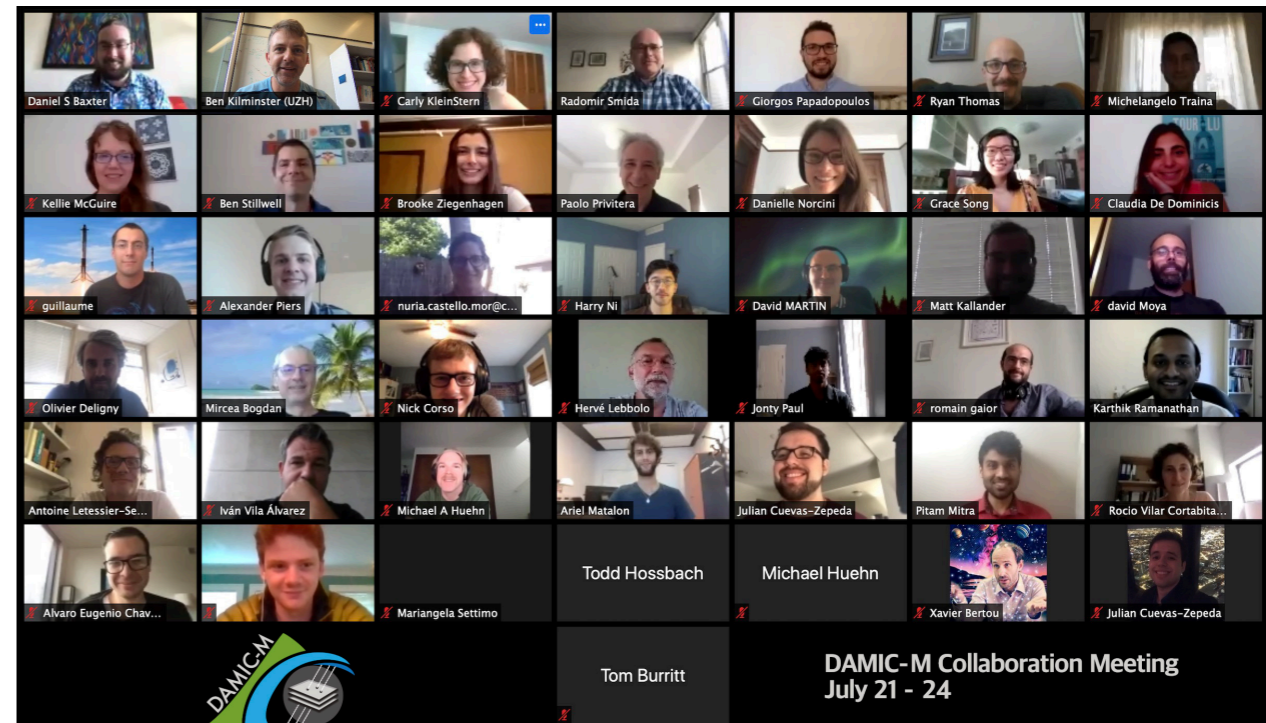 Daniel S Baxter
Ben Kilminster (UZH)
Carly KleinStern
Radomir Smida
Giorgos Papadopoulos
Ryan Thomas
Michelangelo Traina
TOUR LU
Kellie McGuire
Ben Stillwell
Brooke Ziegenhagen
Paolo Privitera
Danielle Norcini
Grace Song
Claudia De Dominicis
guillaume
Alexander Piers
nuria.castello.mor@c...
Harry Ni
David MARTIN
Matt Kallander
david Moya
Olivier Deligny
Mircea Bogdan
Nick Corso
Hervé Lebbolo
Jonty Paul
romain gaior
Karthik Ramanathan
Antoine Letessier-Se...
Iván Vila Álvarez
Michael A Huehn
Ariel Matalon
Julian Cuevas-Zepeda
Pitam Mitra
Rocio Vilar Cortabita...
Alvaro Eugenio Chav...
Mariangela Settimo
Todd Hossbach
Michael Huehn
Xavier Bertou
Julian Cuevas-Zepeda
DAMIC-M
Tom Burritt
DAMIC-M Collaboration Meeting
July 21 - 24